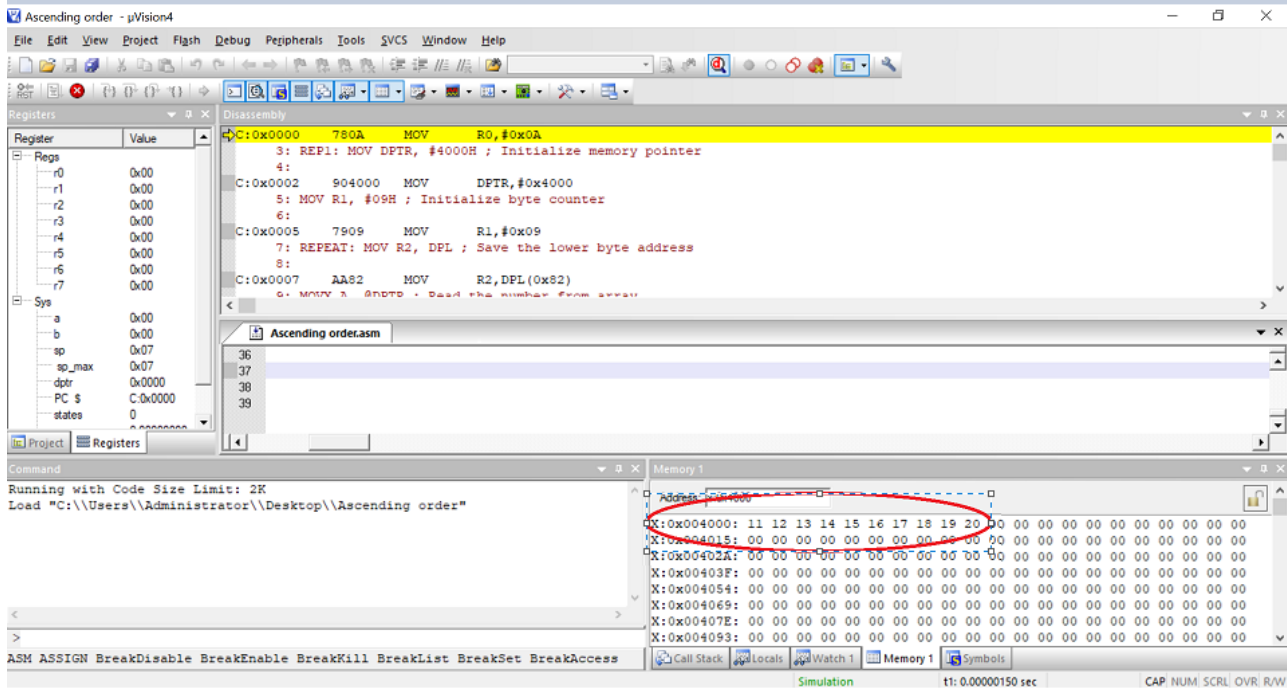 Ascending order - µVision4
File Edit View Project Flash Debug Peripherals Tools SVCS Window Help
Registers
Register Value
Regs
r0 0x00
r1 0x00
r2 0x00
r3 0x00
r4 0x00
r5 0x00
r6 0x00
r7 0x00
Sys
a 0x00
b 0x00
sp 0x07
sp_max 0x07
dptr 0x0000
PC $ C:0x0000
states 0
Project Registers
Disassembly
C:0x0000 780A MOV R0,#0x0A
3: REP1: MOV DPTR, #4000H ; Initialize memory pointer
4:
C:0x0002 904000 MOV DPTR,#0x4000
5: MOV R1, #09H ; Initialize byte counter
6:
C:0x0005 7909 MOV R1,#0x09
7: REPEAT: MOV R2, DPL ; Save the lower byte address
8:
C:0x0007 AA82 MOV R2,DPL(0x82)
9: MOVX A, @DPTR ; Read the number from array
Ascending order.asm
36
37
38
39
Command
Running with Code Size Limit: 2K
Load "C:\\Users\\Administrator\\Desktop\\Ascending order"
>
ASM ASSIGN BreakDisable BreakEnable BreakKill BreakList BreakSet BreakAccess
Memory 1
Address: 0x4000
X:0x004000: 11 12 13 14 15 16 17 18 19 20 00 00 00 00 00 00 00 00 00 00 00
X:0x004015: 00 00 00 00 00 00 00 00 00 00 00 00 00 00 00 00 00 00 00 00 00
X:0x00402A: 00 00 00 00 00 00 00 00 00 00 00 00 00 00 00 00 00 00 00 00 00
X:0x00403F: 00 00 00 00 00 00 00 00 00 00 00 00 00 00 00 00 00 00 00 00 00
X:0x004054: 00 00 00 00 00 00 00 00 00 00 00 00 00 00 00 00 00 00 00 00 00
X:0x004069: 00 00 00 00 00 00 00 00 00 00 00 00 00 00 00 00 00 00 00 00 00
X:0x00407E: 00 00 00 00 00 00 00 00 00 00 00 00 00 00 00 00 00 00 00 00 00
X:0x004093: 00 00 00 00 00 00 00 00 00 00 00 00 00 00 00 00 00 00 00 00 00
Call Stack Locals Watch 1 Memory 1 Symbols
Simulation t1: 0.00000150 sec CAP NUM SCRL OVR R/W